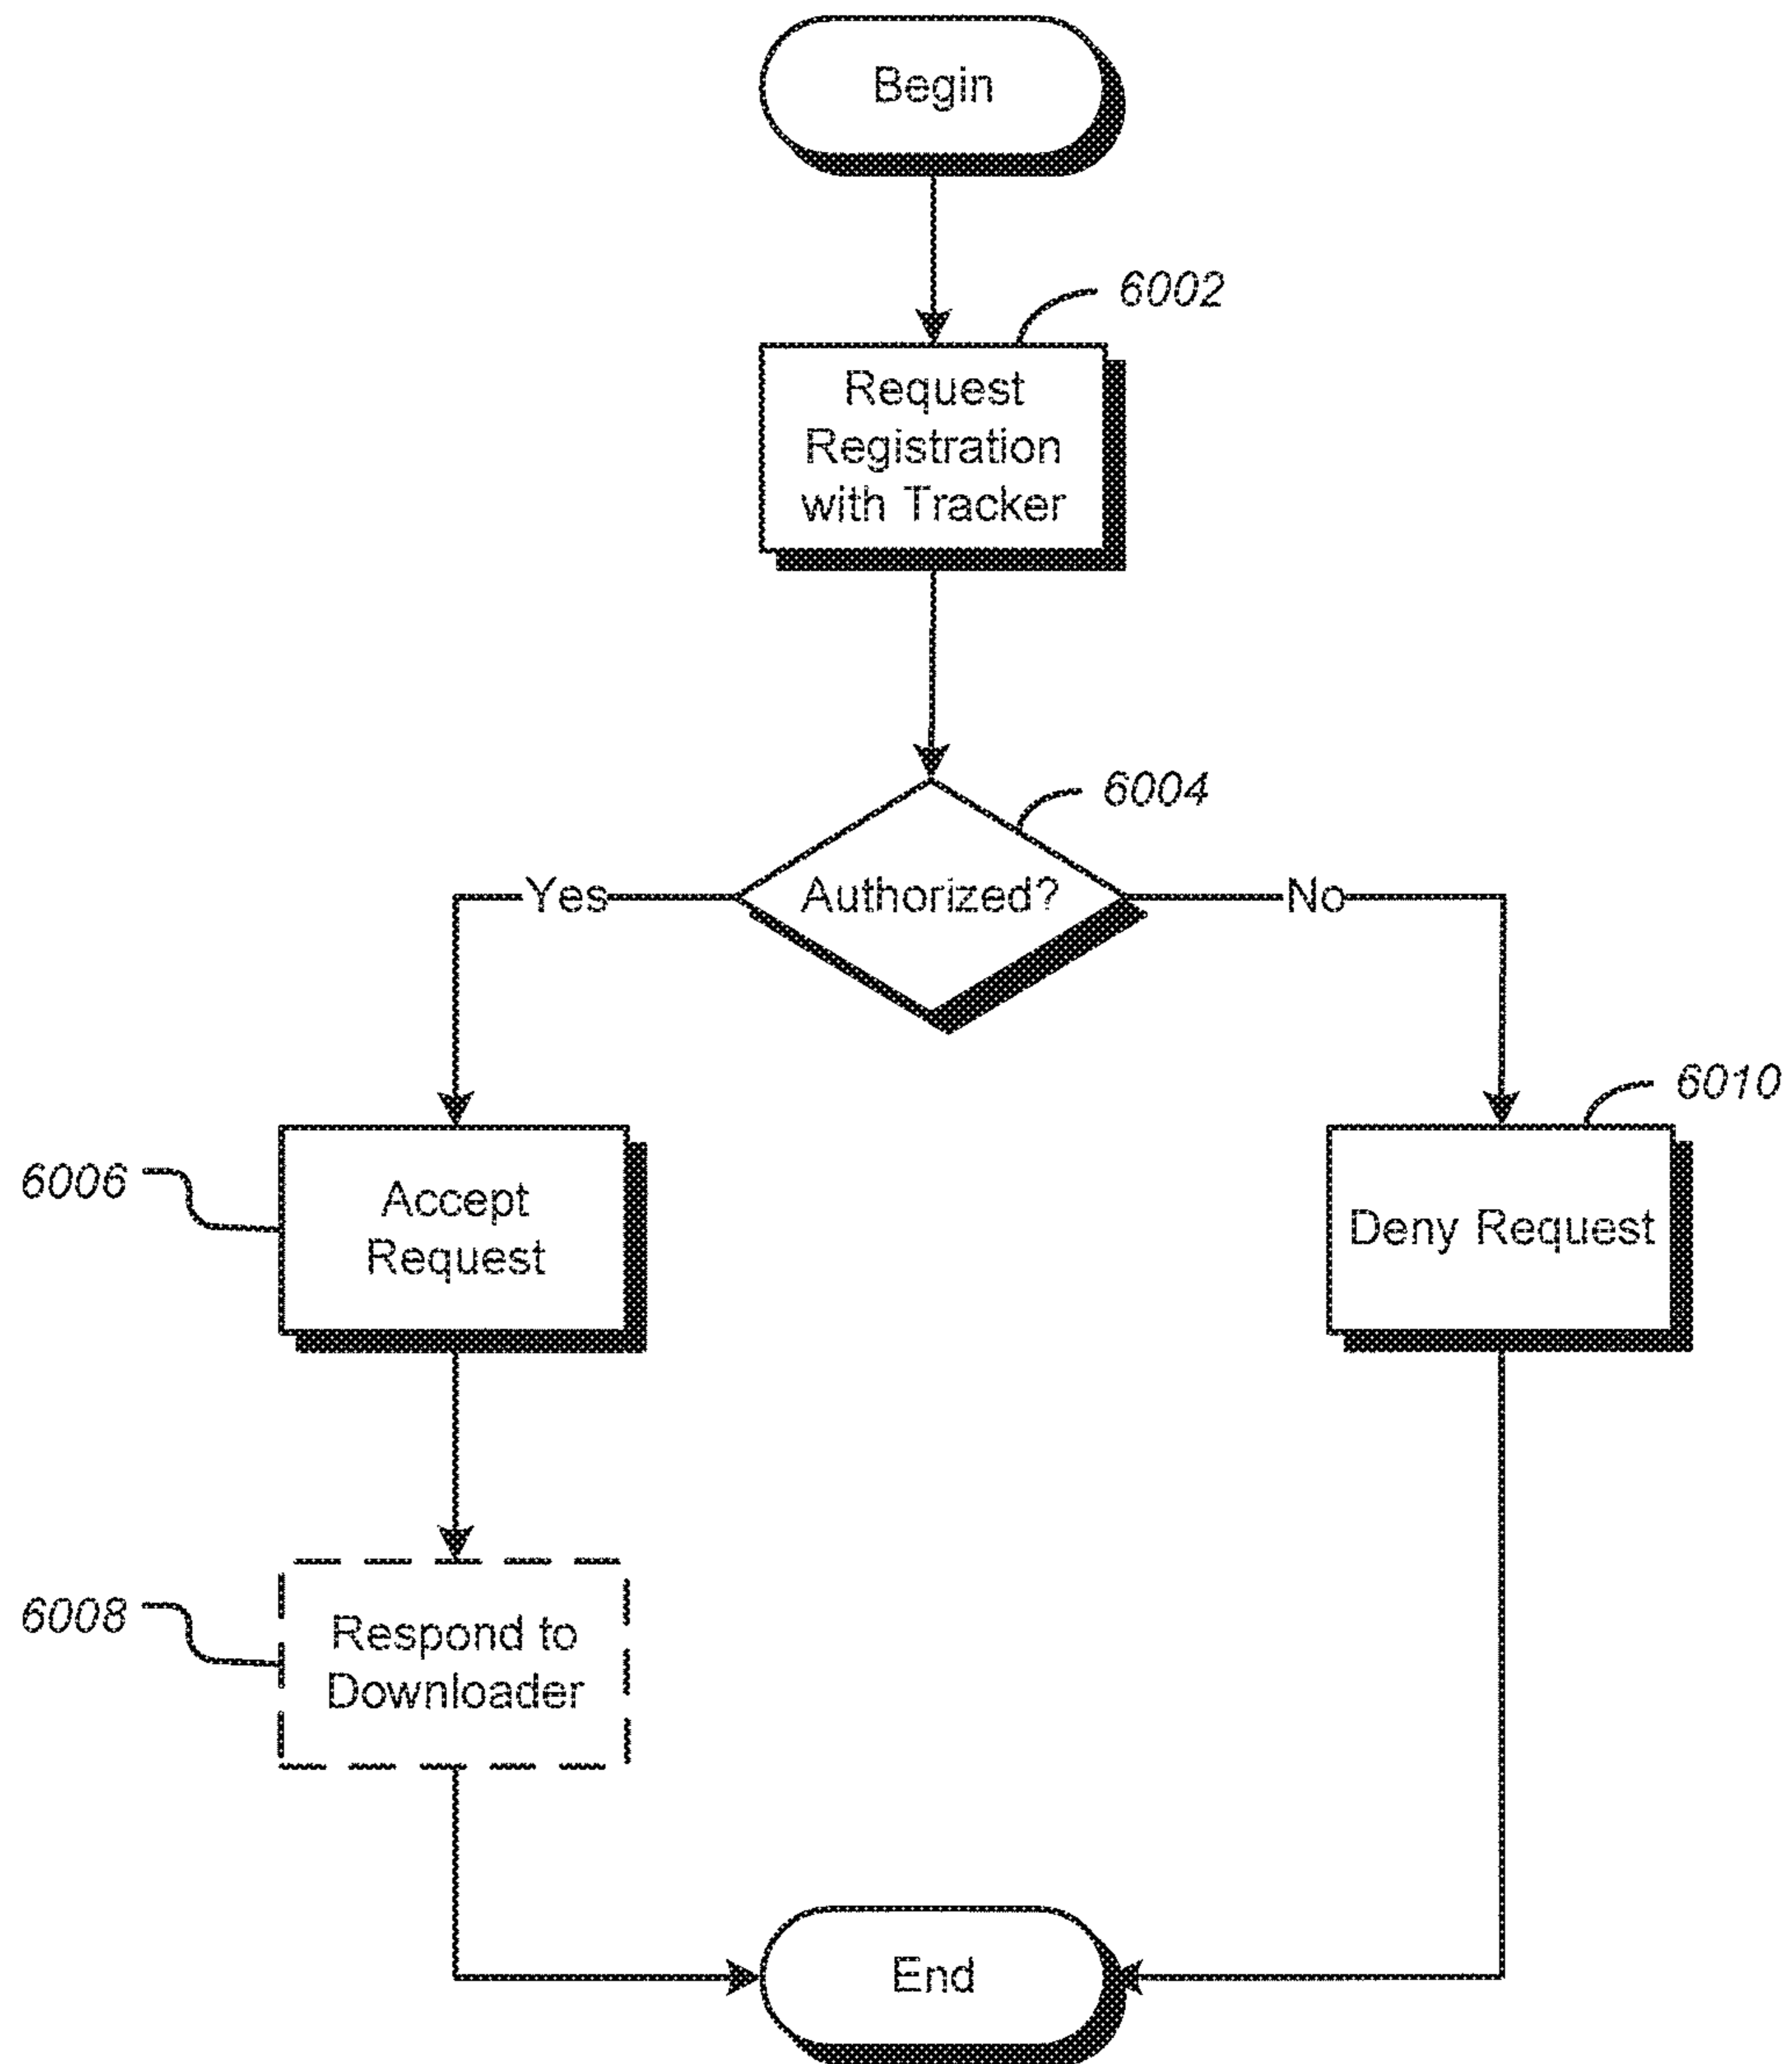 Begin
6002
Request
Registration
with Tracker
6004
Authorized?
Yes
No
6006
Accept
Request
6010
Deny Request
6008
Respond to
Downloader
End